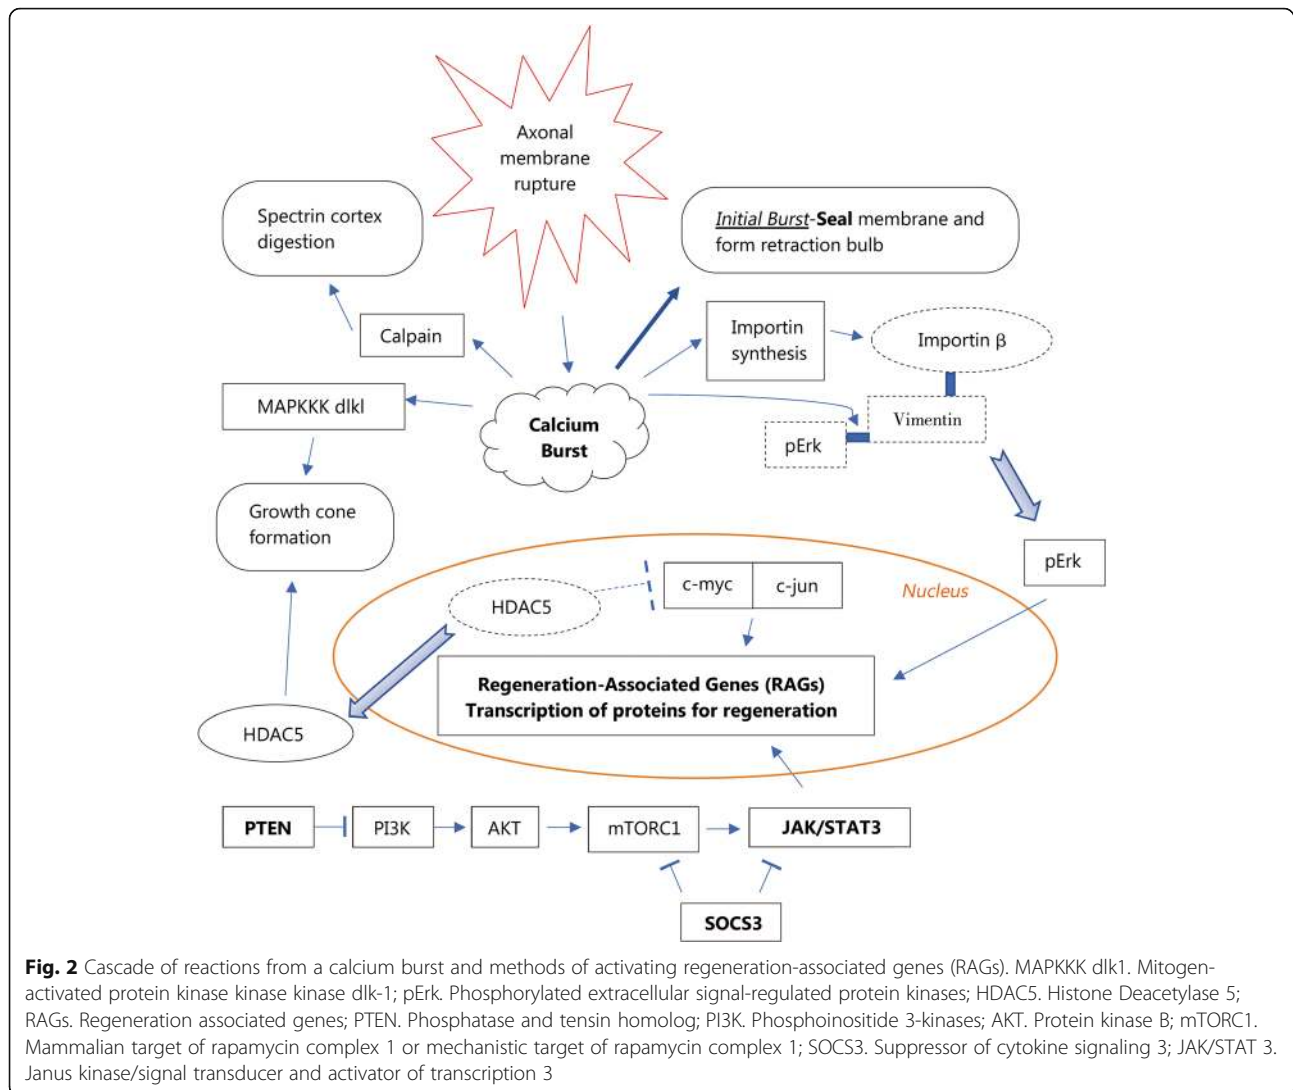 Axonal
membrane
rupture
Spectrin cortex
digestion
Initial Burst-Seal membrane and
form retraction bulb
Calpain
Importin
synthesis
Importin β
MAPKKK dlkl
Calcium
Burst
Vimentin
pErk
Growth cone
formation
pErk
Nucleus
HDAC5
c-myc
c-jun
Regeneration-Associated Genes (RAGs)
Transcription of proteins for regeneration
HDAC5
PTEN
PI3K
AKT
mTORC1
JAK/STAT3
SOCS3
Fig. 2 Cascade of reactions from a calcium burst and methods of activating regeneration-associated genes (RAGs). MAPKKK dlk1. Mitogen-
activated protein kinase kinase kinase dlk-1; pErk. Phosphorylated extracellular signal-regulated protein kinases; HDAC5. Histone Deacetylase 5;
RAGs. Regeneration associated genes; PTEN. Phosphatase and tensin homolog; PI3K. Phosphoinositide 3-kinases; AKT. Protein kinase B; mTORC1.
Mammalian target of rapamycin complex 1 or mechanistic target of rapamycin complex 1; SOCS3. Suppressor of cytokine signaling 3; JAK/STAT 3.
Janus kinase/signal transducer and activator of transcription 3